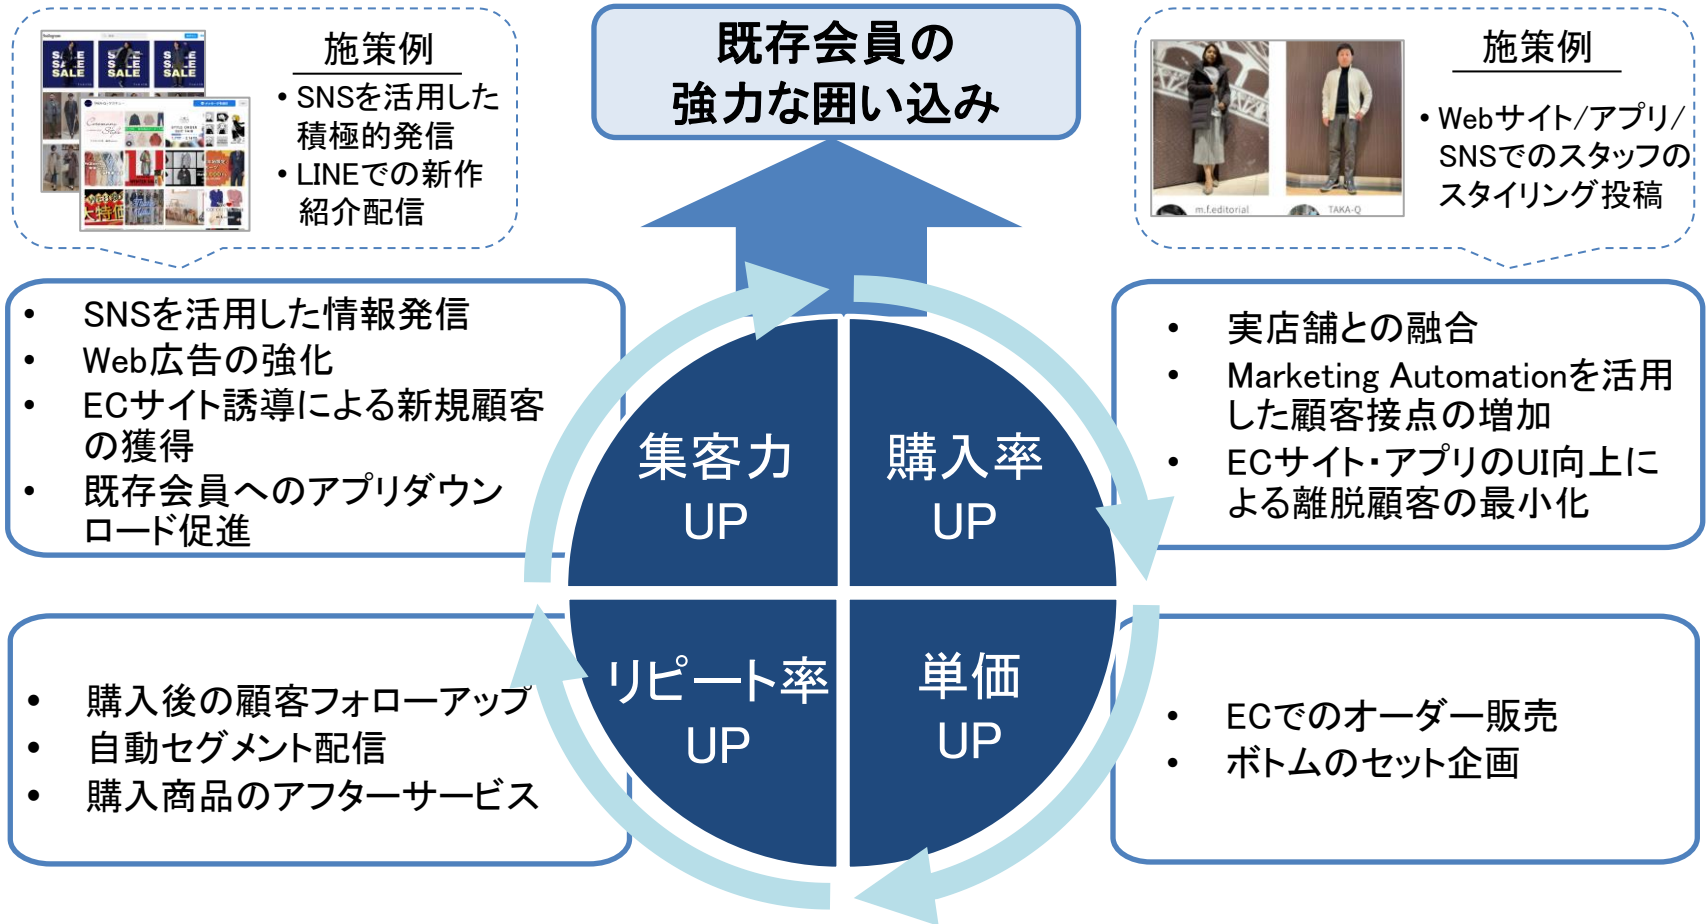 既存会員の
強力な囲い込み
施策例
• SNSを活用した
積極的発信
• LINEでの新作
紹介配信
Instagram
SALE
SALE
SALE
SALE
SALE
SALE
施策例
• Webサイト/アプリ/
SNSでのスタッフの
スタイリング投稿
m.f.editorial
TAKA-Q
• SNSを活用した情報発信
• Web広告の強化
• ECサイト誘導による新規顧客
の獲得
• 既存会員へのアプリダウン
ロード促進
集客力
UP
購入率
UP
• 実店舗との融合
• Marketing Automationを活用
した顧客接点の増加
• ECサイト・アプリのUI向上に
よる離脱顧客の最小化
• 購入後の顧客フォローアップ
• 自動セグメント配信
• 購入商品のアフターサービス
リピート率
UP
単価
UP
• ECでのオーダー販売
• ボトムのセット企画